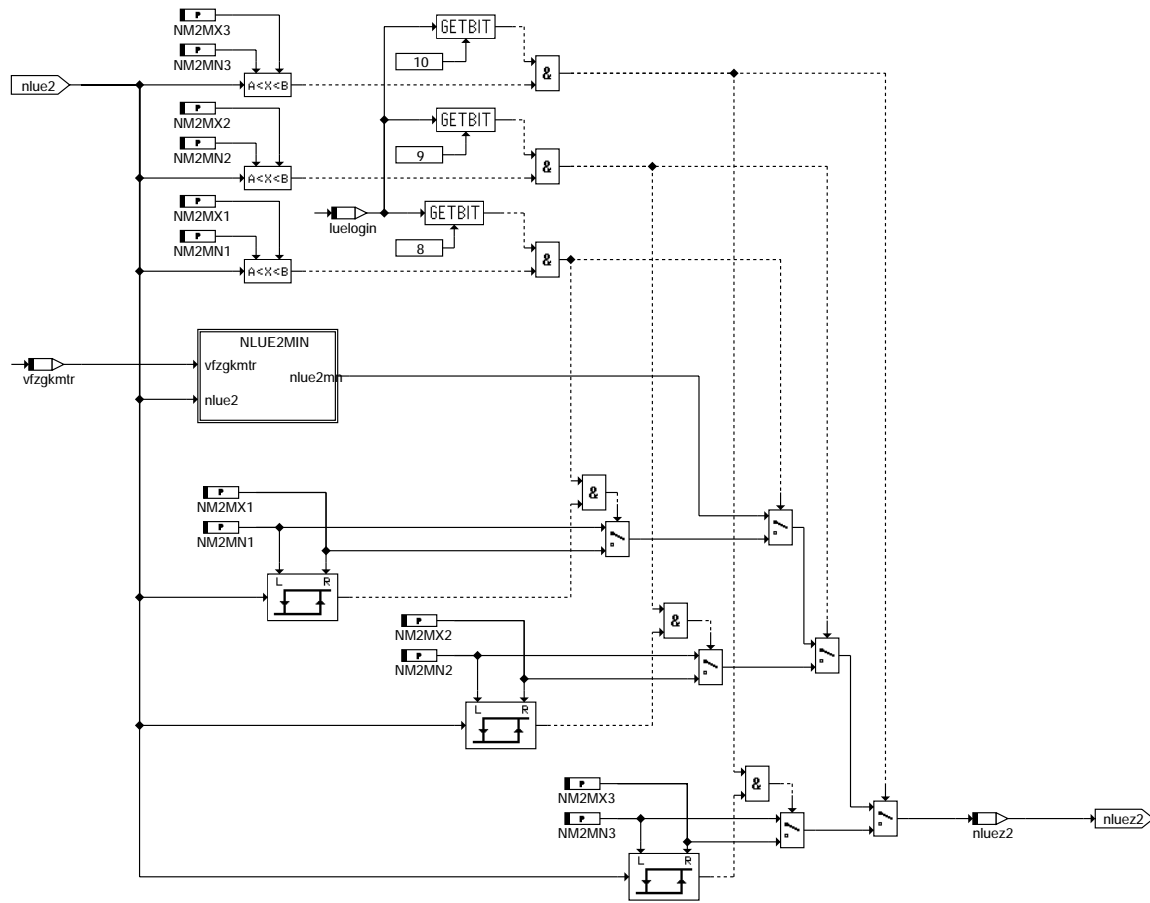 P
NM2MX3
GETBIT
P
NM2MN3
10
&
nlue2
A<X<B
P
NM2MX2
GETBIT
P
NM2MN2
9
&
A<X<B
P
NM2MX1
GETBIT
luelogin
P
NM2MN1
8
&
A<X<B
NLUE2MIN
vfzgkmtr
vfzgkmtr
nlue2mn
nlue2
&
P
NM2MX1
P
NM2MN1
L R
&
P
NM2MX2
P
NM2MN2
L R
&
P
NM2MX3
P
NM2MN3
nluez2
nluez2
L R